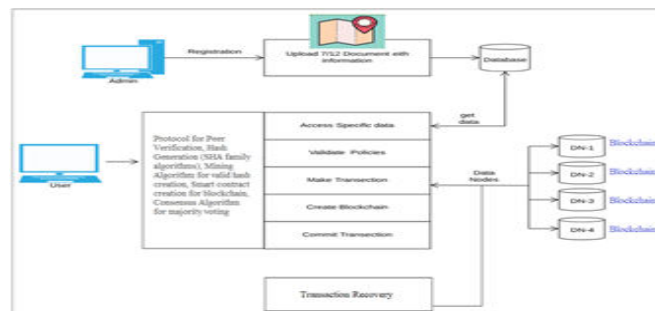 Registration
Upload 7/12 Document eith
information
Admin
Database
get
data
Protocol for Peer
Verification, Hash
Generation (SHA family
algorithms), Mining
Algorithm for valid hash
creation, Smart contract
creation for blockchain,
Consensus Algorithm
for majority voting
Access Specific data
Validate Policies
Make Transection
Create Blockchain
Commit Transection
User
Data
Nodes
DN-1 Blockchain
DN-2 Blockchain
DN-3 Blockchain
DN-4 Blockchain
Transaction Recovery